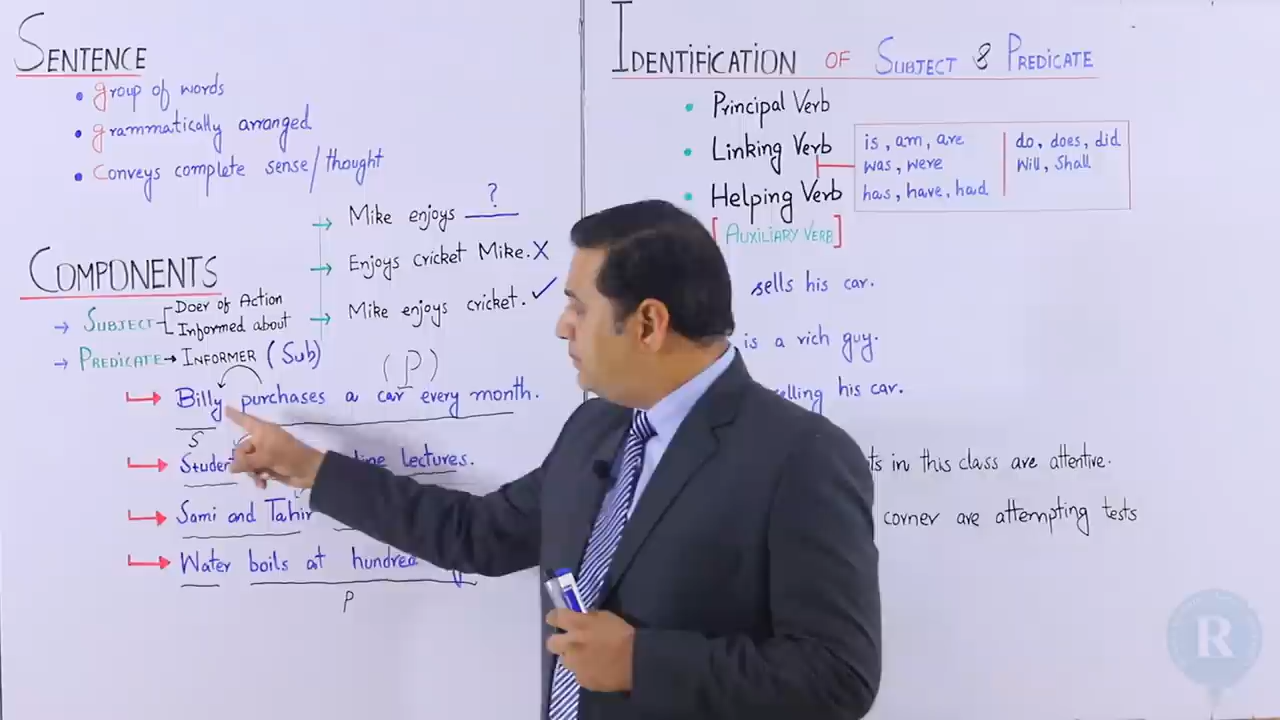 SENTENCE
• group of words
• grammatically arranged
• Conveys complete sense/thought
→ Mike enjoys ?
→ Enjoys cricket Mike. X
→ Mike enjoys cricket. ✓
COMPONENTS
→ SUBJECT Doer of Action
Informed about
→ PREDICATE → INFORMER (Sub)
(P)
Billy purchases a car every month.
S
lectures.
Sami and Tahir
Water boils at hundred
P
IDENTIFICATION OF SUBJECT & PREDICATE
• Principal Verb
• Linking Verb
• Helping Verb
[AUXILIARY VERB]
is, am, are
was, were
has, have, had
do, does, did
Will, Shall
sells his car.
is a rich guy.
his car.
in this class are attentive.
corner are attempting tests
R